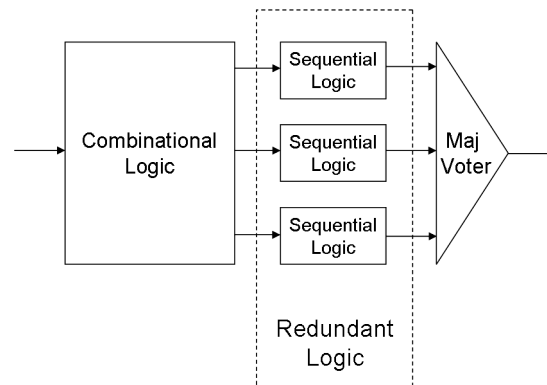 Combinational
Logic
Sequential
Logic
Sequential
Logic
Sequential
Logic
Maj
Voter
Redundant
Logic